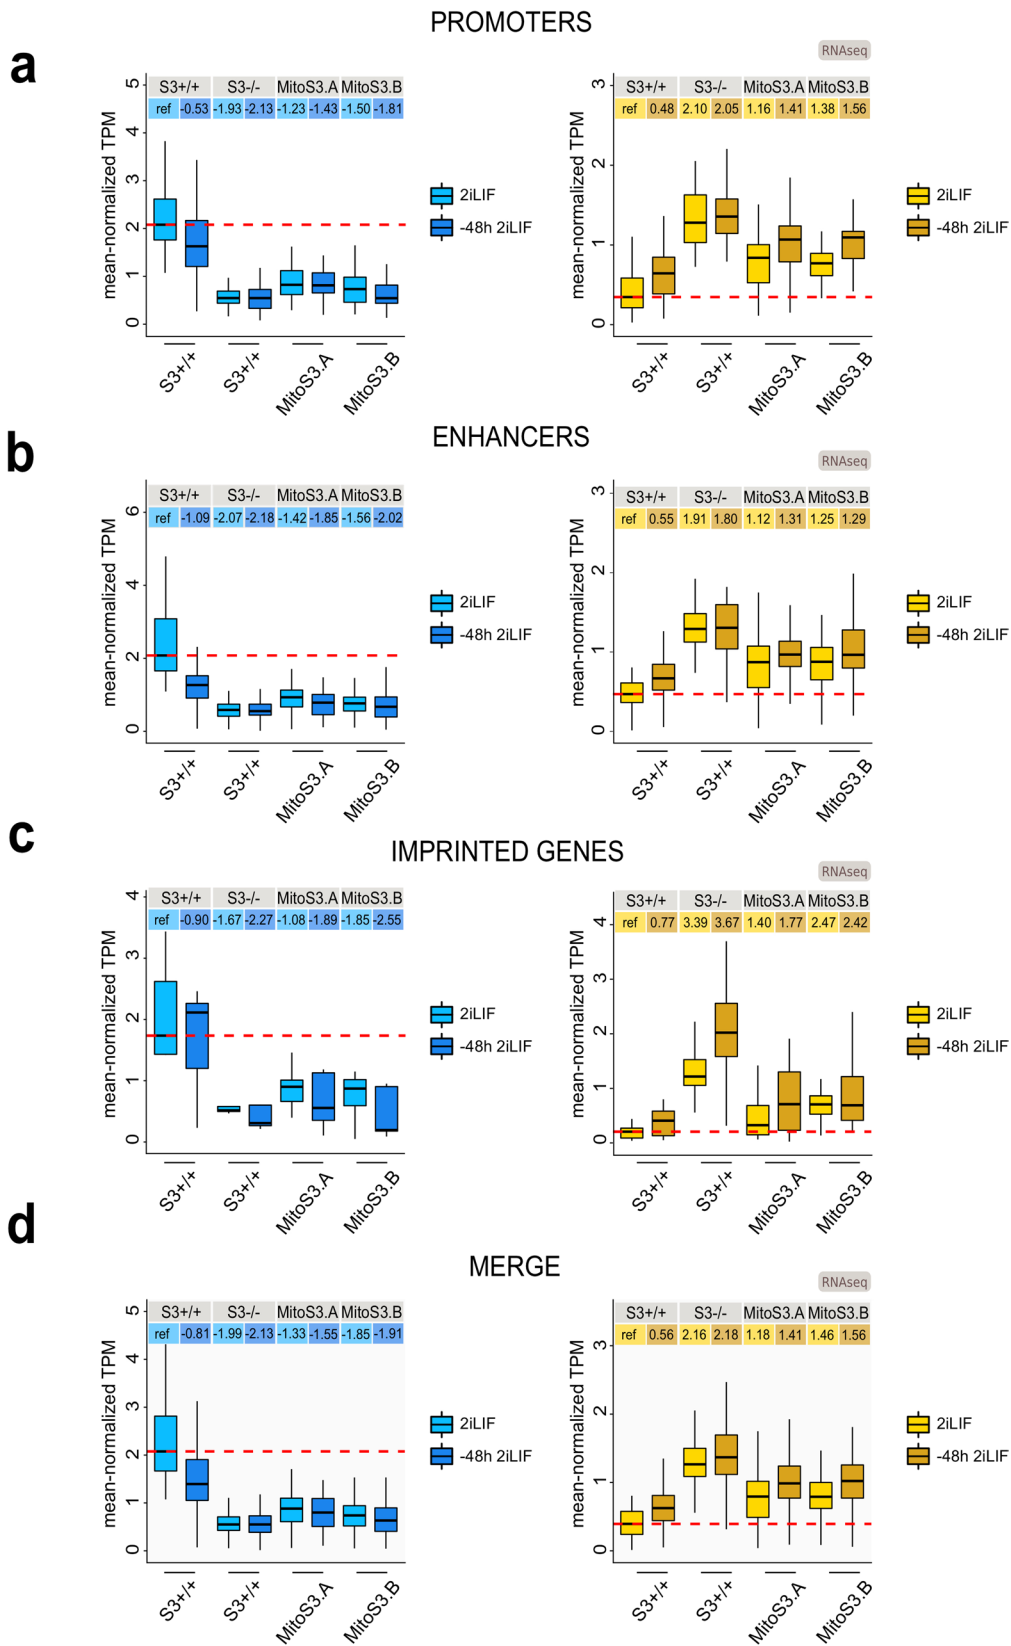 PROMOTERS
a
RNAseq
S3+/+ S3-/- MitoS3.A MitoS3.B
ref -0.53 -1.93 -2.13 -1.23 -1.43 -1.50 -1.81
mean-normalized TPM
5
4
3
2
1
0
2iLIF
-48h 2iLIF
S3+/+ S3+/+ MitoS3.A MitoS3.B
S3+/+ S3-/- MitoS3.A MitoS3.B
ref 0.48 2.10 2.05 1.16 1.41 1.38 1.56
mean-normalized TPM
3
2
1
0
2iLIF
-48h 2iLIF
S3+/+ S3+/+ MitoS3.A MitoS3.B
ENHANCERS
b
RNAseq
S3+/+ S3-/- MitoS3.A MitoS3.B
ref -1.09 -2.07 -2.18 -1.42 -1.85 -1.56 -2.02
mean-normalized TPM
6
4
2
0
2iLIF
-48h 2iLIF
S3+/+ S3+/+ MitoS3.A MitoS3.B
S3+/+ S3-/- MitoS3.A MitoS3.B
ref 0.55 1.91 1.80 1.12 1.31 1.25 1.29
mean-normalized TPM
3
2
1
0
2iLIF
-48h 2iLIF
S3+/+ S3+/+ MitoS3.A MitoS3.B
c
IMPRINTED GENES
RNAseq
S3+/+ S3-/- MitoS3.A MitoS3.B
ref -0.90 -1.67 -2.27 -1.08 -1.89 -1.85 -2.55
mean-normalized TPM
4
3
2
1
0
2iLIF
-48h 2iLIF
S3+/+ S3+/+ MitoS3.A MitoS3.B
S3+/+ S3-/- MitoS3.A MitoS3.B
ref 0.77 3.39 3.67 1.40 1.77 2.47 2.42
mean-normalized TPM
4
3
2
1
0
2iLIF
-48h 2iLIF
S3+/+ S3+/+ MitoS3.A MitoS3.B
d
MERGE
RNAseq
S3+/+ S3-/- MitoS3.A MitoS3.B
ref -0.81 -1.99 -2.13 -1.33 -1.55 -1.85 -1.91
mean-normalized TPM
5
4
3
2
1
0
2iLIF
-48h 2iLIF
S3+/+ S3+/+ MitoS3.A MitoS3.B
S3+/+ S3-/- MitoS3.A MitoS3.B
ref 0.56 2.16 2.18 1.18 1.41 1.46 1.56
mean-normalized TPM
3
2
1
0
2iLIF
-48h 2iLIF
S3+/+ S3+/+ MitoS3.A MitoS3.B